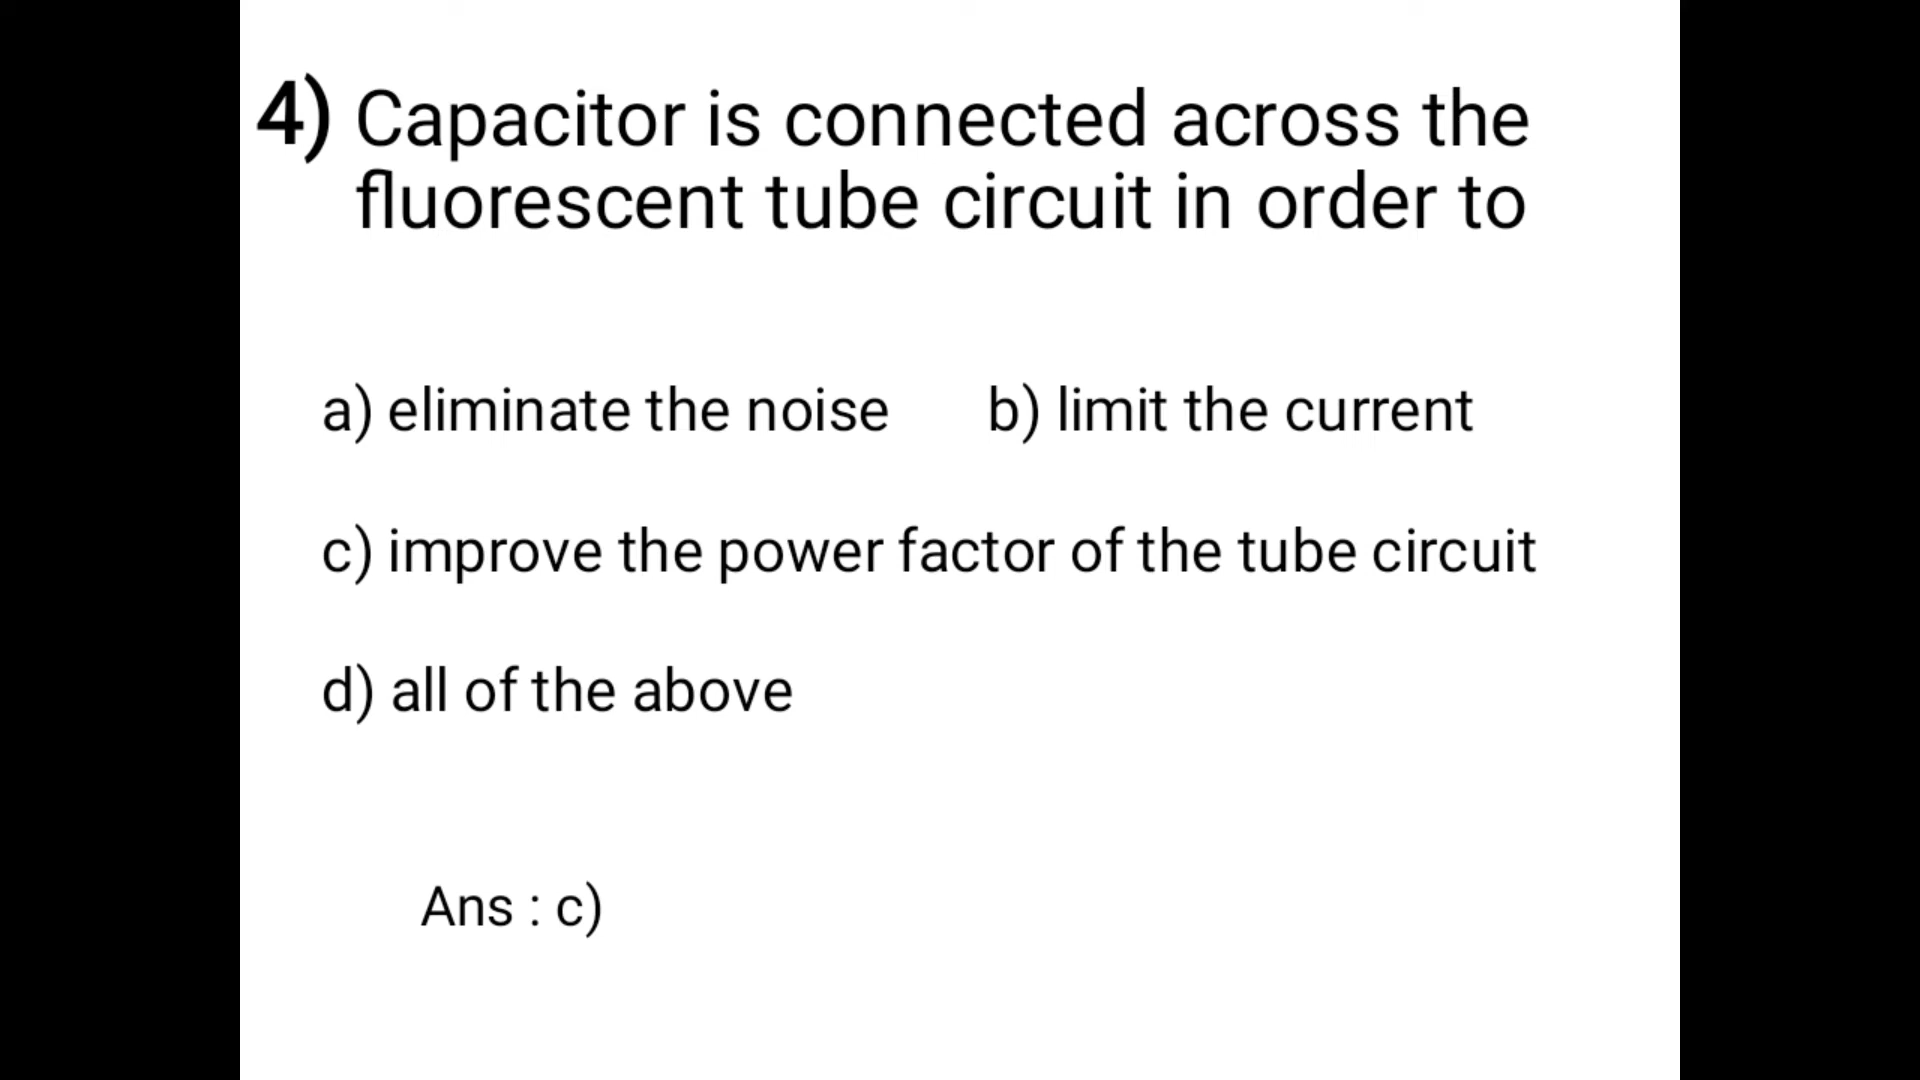 4) Capacitor is connected across the
fluorescent tube circuit in order to
a) eliminate the noise b) limit the current
c) improve the power factor of the tube circuit
d) all of the above
Ans : c)